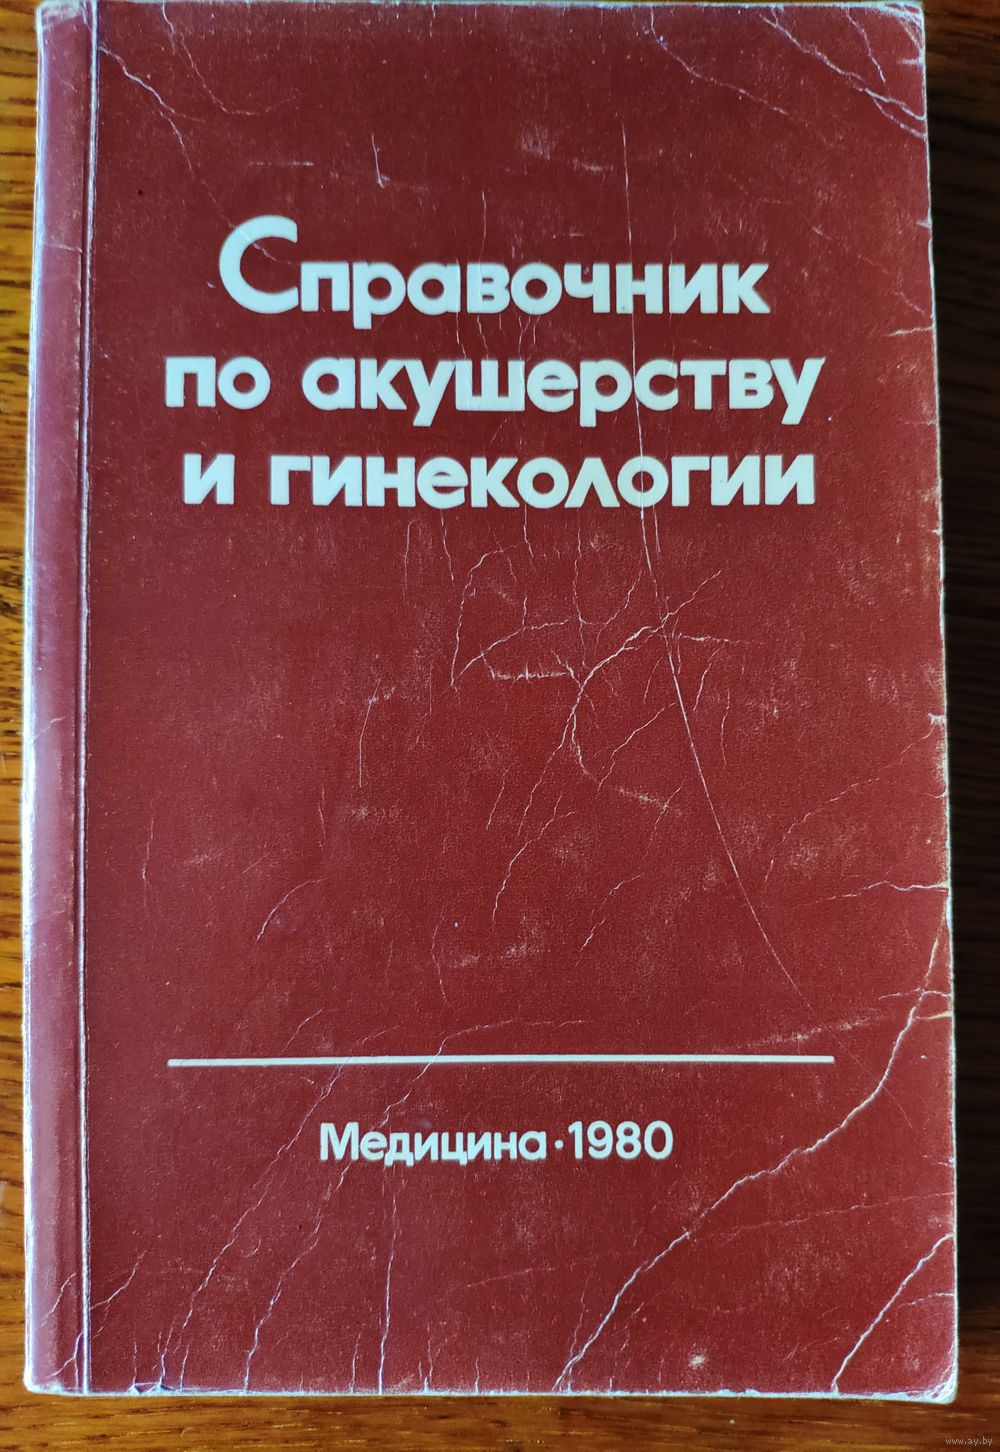 Справочник
по акушерству
и гинекологии
Медицина·1980
www.ay.by